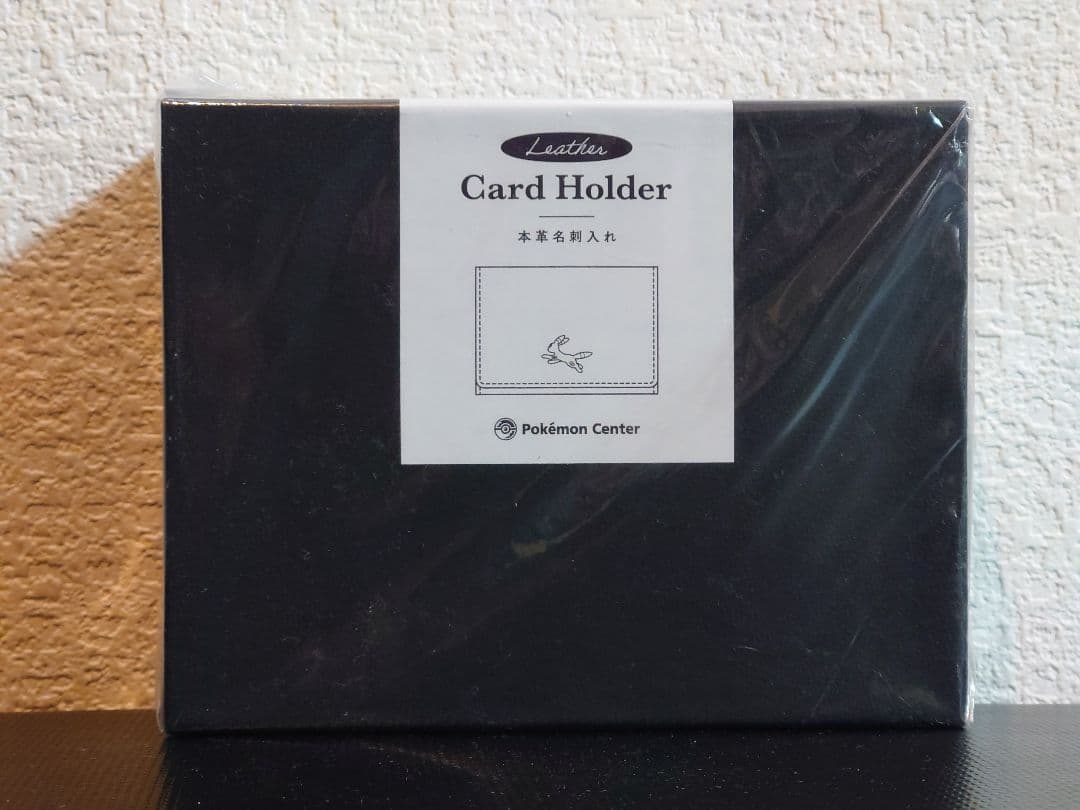 Leather
Card Holder
本革名刺入れ
Pokémon Center